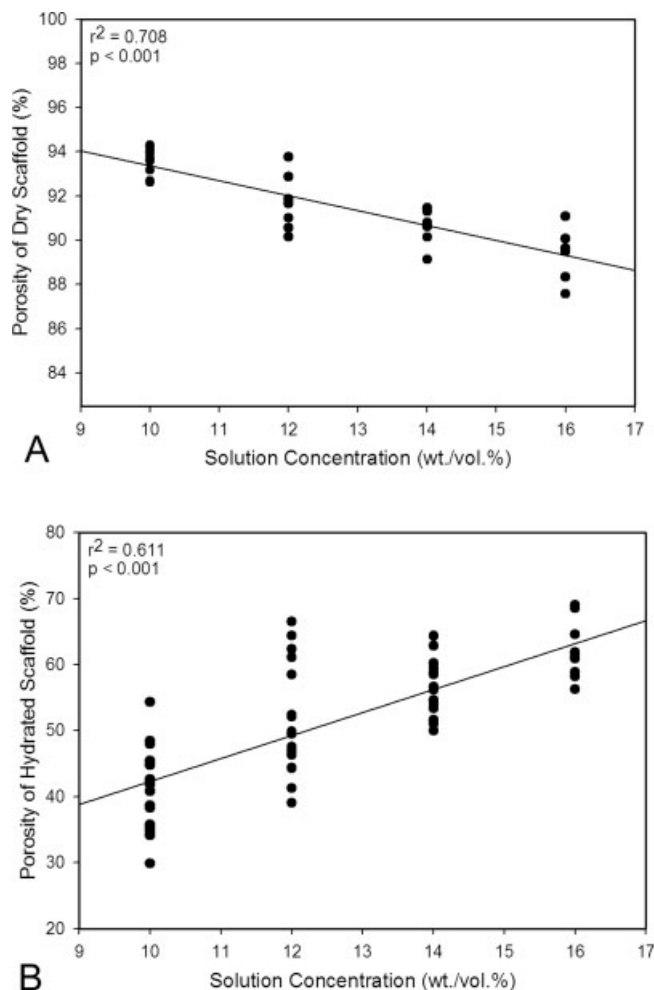 r2 = 0.708
p < 0.001
Porosity of Dry Scaffold (%)
100
98
96
94
92
90
88
86
84
9 10 11 12 13 14 15 16 17
Solution Concentration (wt./vol.%)
A
r2 = 0.611
p < 0.001
Porosity of Hydrated Scaffold (%)
80
70
60
50
40
30
20
9 10 11 12 13 14 15 16 17
Solution Concentration (wt./vol.%)
B